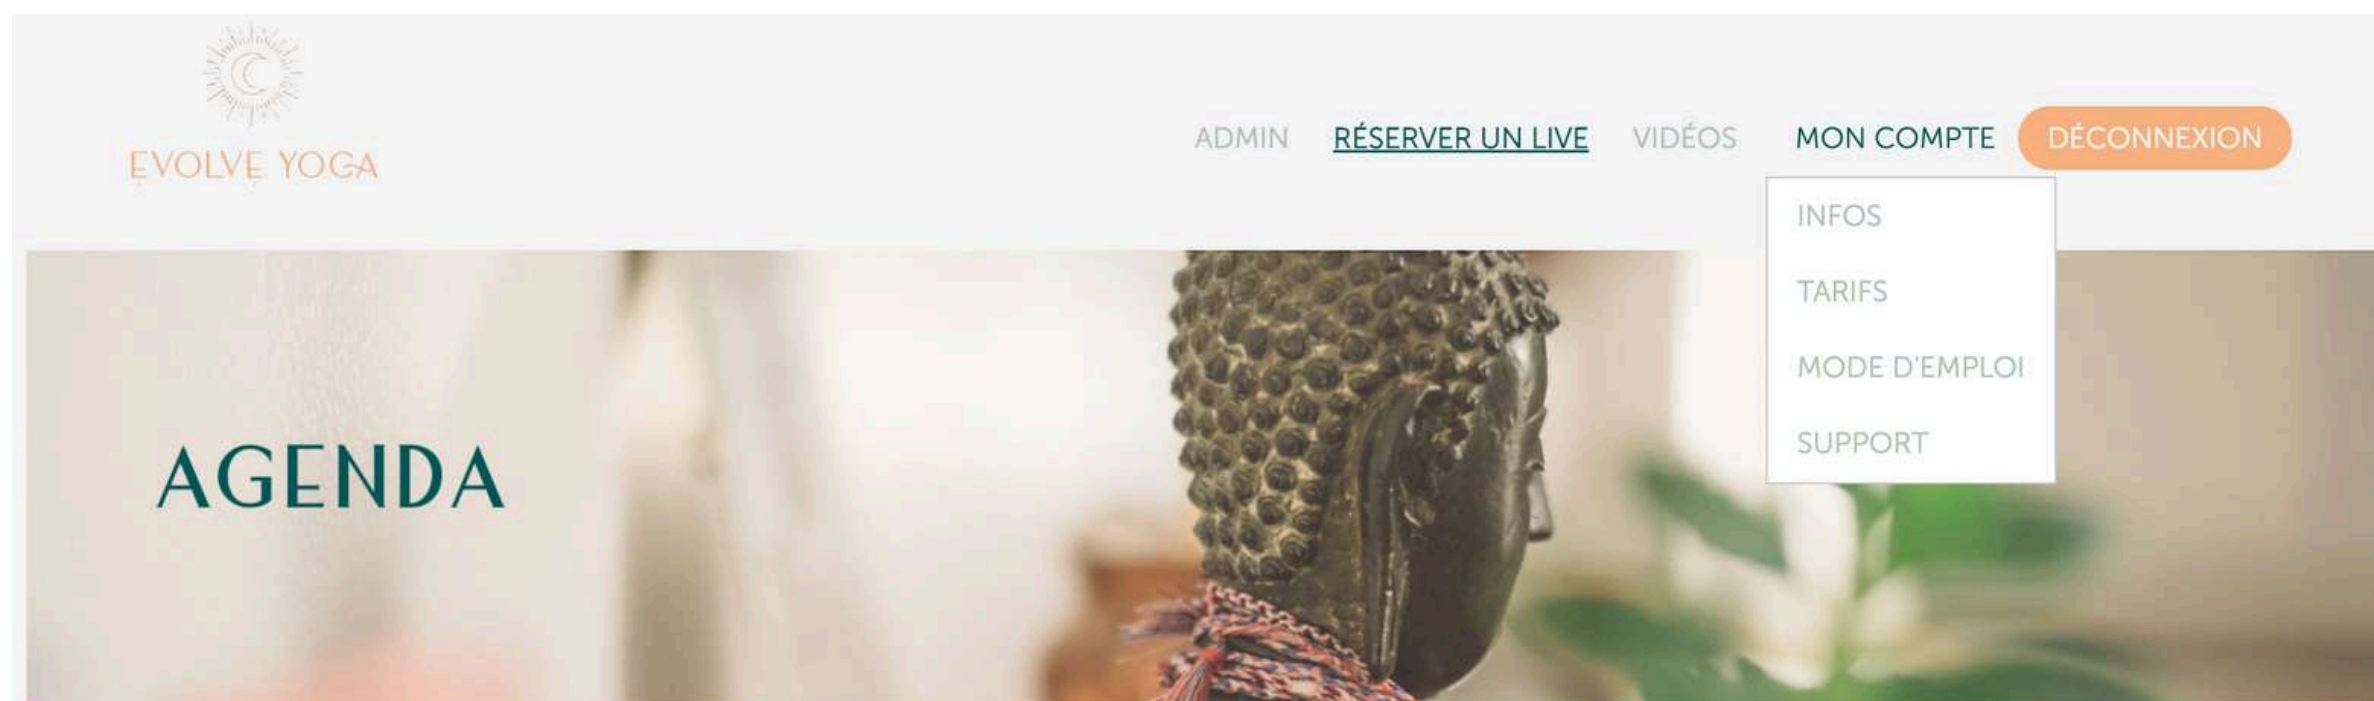 EVOLVE YOGA
ADMIN RÉSERVER UN LIVE VIDÉOS MON COMPTE DÉCONNEXION
INFOS
TARIFS
MODE D'EMPLOI
SUPPORT
AGENDA